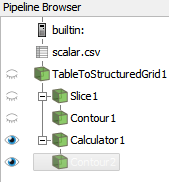 Pipeline Browser
builtin:
scalar.csv
TableToStructuredGrid1
Slice1
Contour1
Calculator1
Contour2